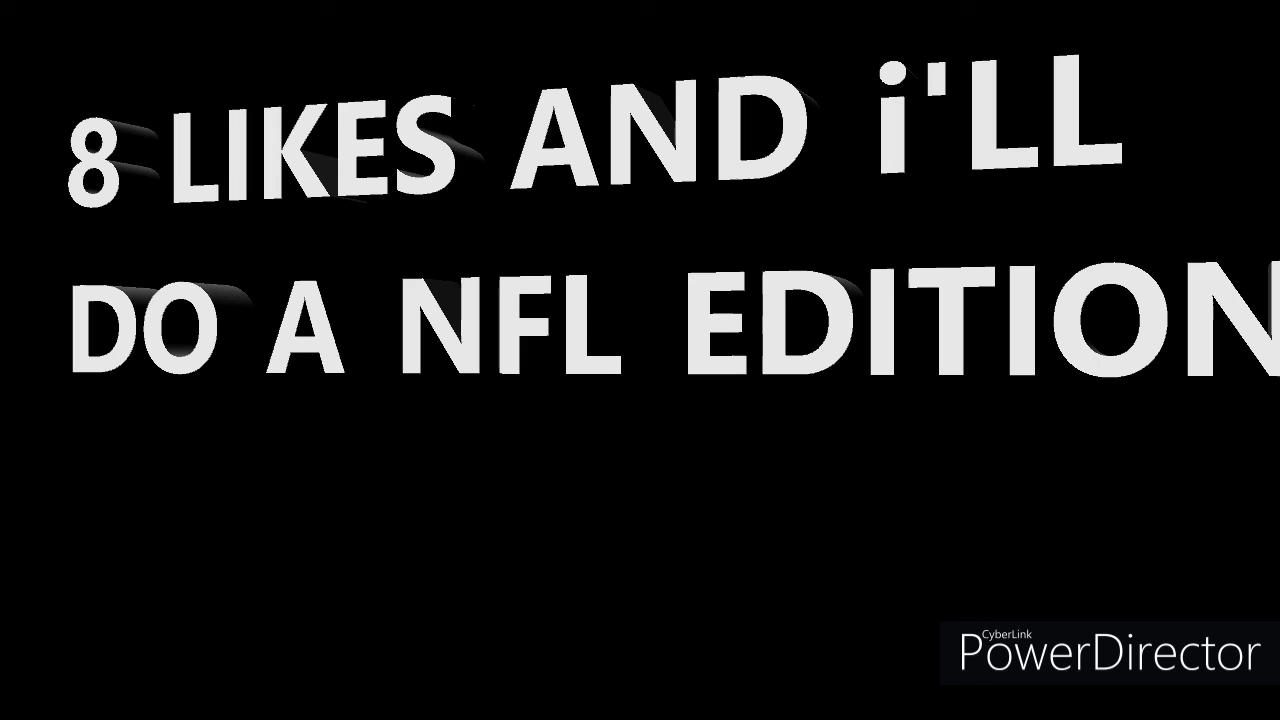 8 LIKES AND i'LL
DO A NFL EDITION
CyberLink
PowerDirector